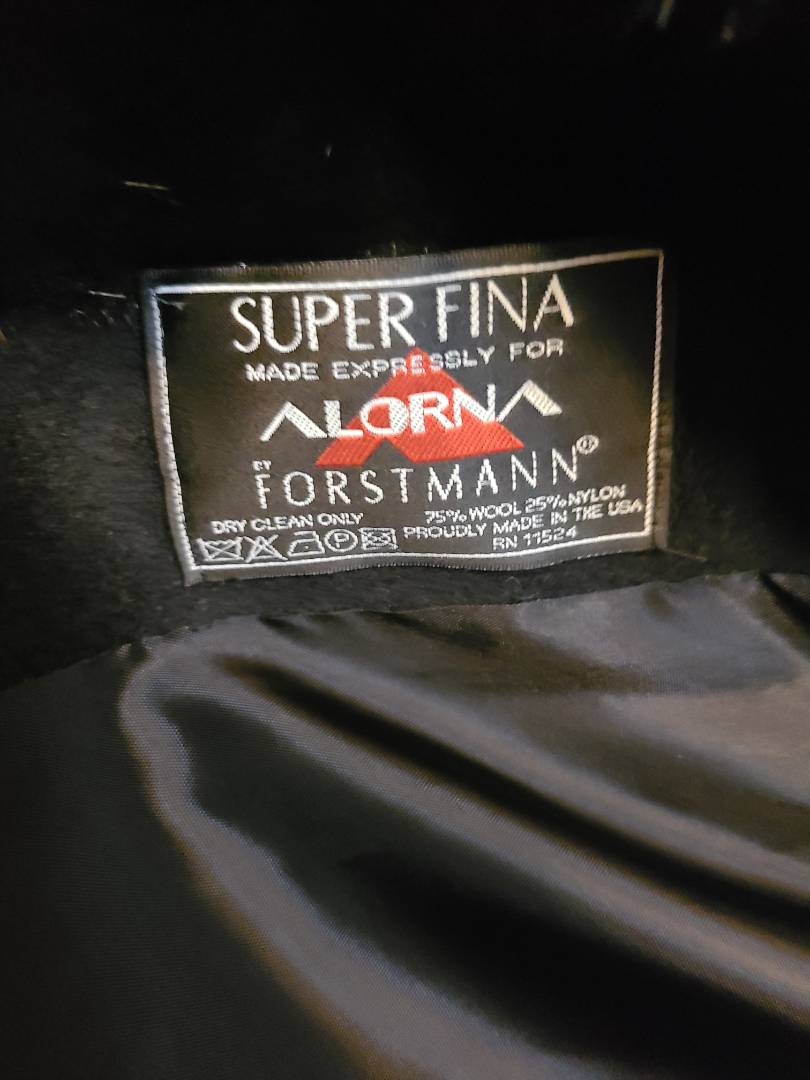 SUPER FINA
MADE EXPRESSLY FOR
ALORNA
BY
FORSTMANN®
DRY CLEAN ONLY
75% WOOL 25% NYLON
PROUDLY MADE IN THE USA
RN 11524